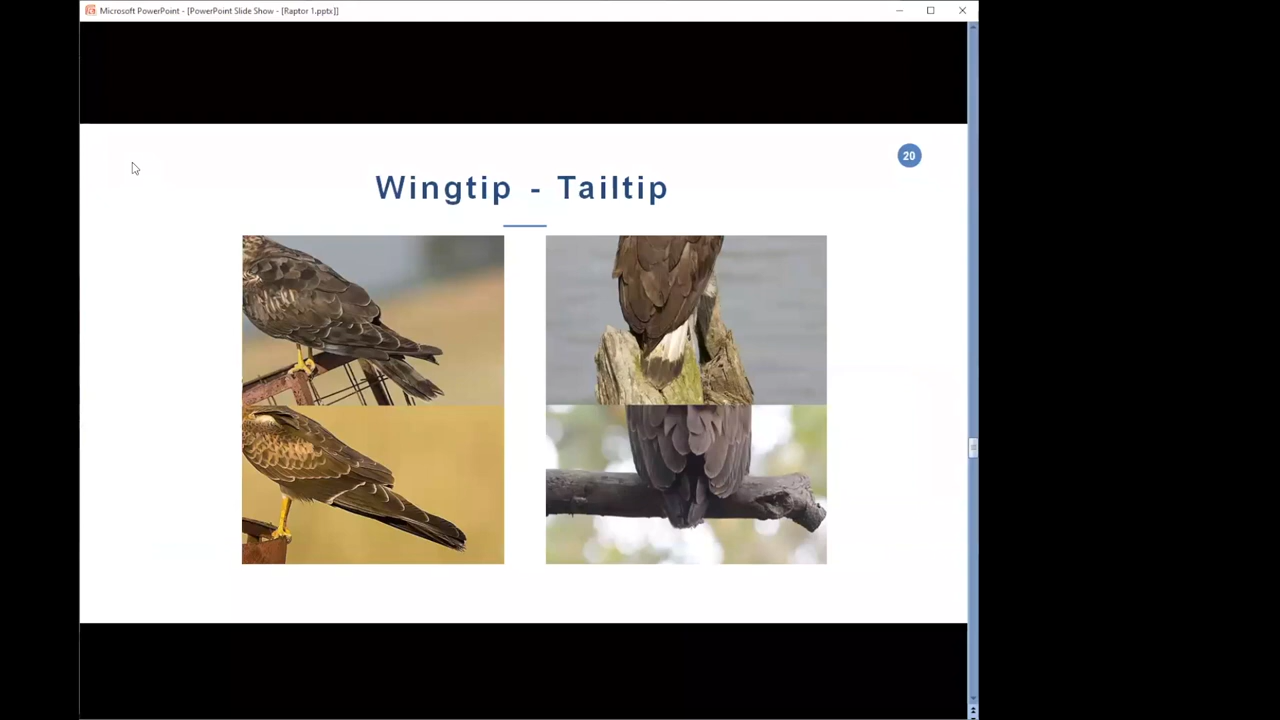 Microsoft PowerPoint - [PowerPoint Slide Show - [Raptor 1.pptx]]
20
Wingtip - Tailtip